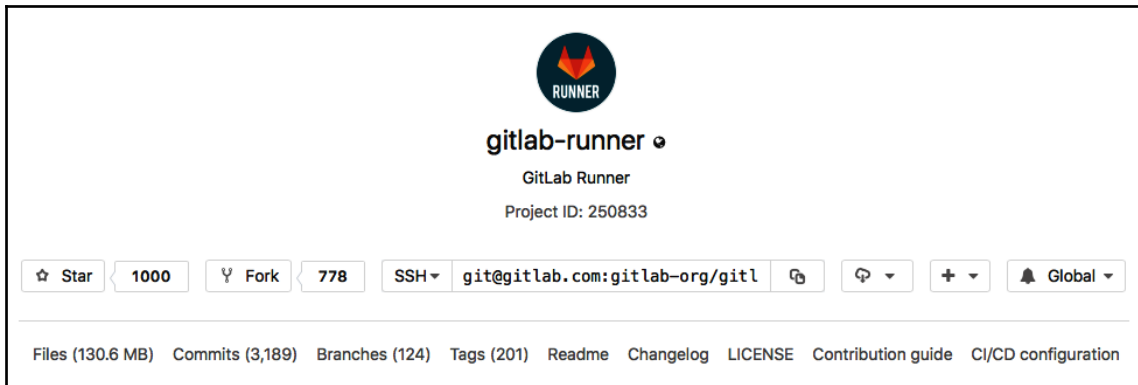 RUNNER
gitlab-runner
GitLab Runner
Project ID: 250833
Star 1000 Fork 778 SSH git@gitlab.com:gitlab-org/gitl Global
Files (130.6 MB) Commits (3,189) Branches (124) Tags (201) Readme Changelog LICENSE Contribution guide CI/CD configuration